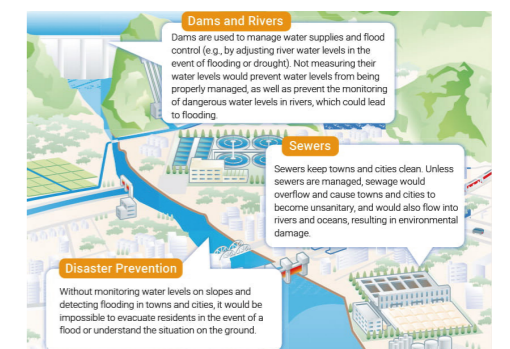 Dams and Rivers
Dams are used to manage water supplies and flood
control (e.g., by adjusting river water levels in the
event of flooding or drought). Not measuring their
water levels would prevent water levels from being
properly managed, as well as prevent the monitoring
of dangerous water levels in rivers, which could lead
to flooding.
Sewers
Sewers keep towns and cities clean. Unless
sewers are managed, sewage would
overflow and cause towns and cities to
become unsanitary, and would also flow into
rivers and oceans, resulting in environmental
damage.
Disaster Prevention
Without monitoring water levels on slopes and
detecting flooding in towns and cities, it would be
impossible to evacuate residents in the event of a
flood or understand the situation on the ground.